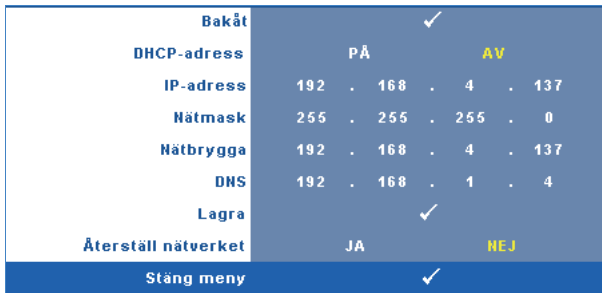 Bakåt ✓
DHCP-adress PÅ AV
IP-adress 192 . 168 . 4 . 137
Nätmask 255 . 255 . 255 . 0
Nätbrygga 192 . 168 . 4 . 137
DNS 192 . 168 . 1 . 4
Lagra ✓
Återställ nätverket JA NEJ
Stäng meny ✓